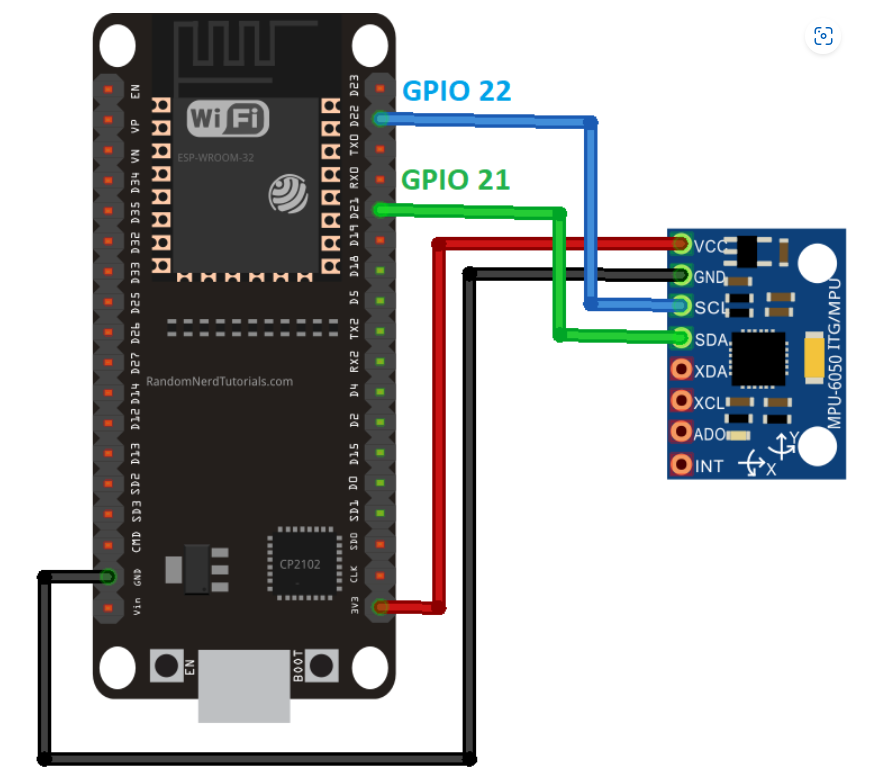 GPIO 22
GPIO 21
WiFi
ESP-WROOM-32
RandomNerdTutorials.com
CP2102
EN
VP
VN
D34
D35
D32
D33
D25
D26
D27
D14
D12
D13
SD2
SD3
CMD
GND
Vin
D23
D22
TX0
RX0
D21
D19
D18
D5
TX2
RX2
D4
D2
D15
D0
SD1
SD0
CLK
3V3
EN
BOOT
VCC
GND
SCL
SDA
XDA
XCL
ADO
INT
MPU-6050 ITG/MPU
Y
X